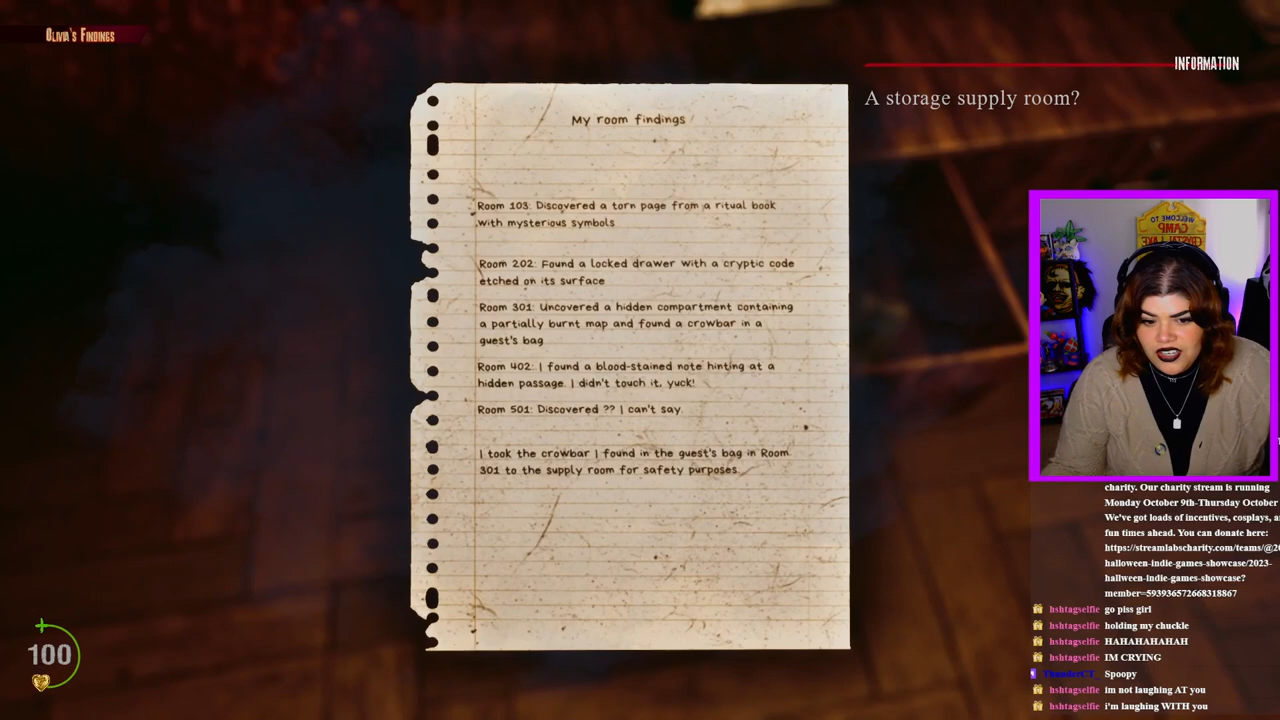 OLIVIA'S FINDINGS
INFORMATION
A storage supply room?
My room findings
Room 103: Discovered a torn page from a ritual book
with mysterious symbols
Room 202: Found a locked drawer with a cryptic code
etched on its surface
Room 301: Uncovered a hidden compartment containing
a partially burnt map and found a crowbar in a
guest's bag
Room 402: I found a blood-stained note hinting at a
hidden passage. I didn't touch it, yuck!
Room 501: Discovered ?? I can't say.
I took the crowbar I found in the guest's bag in Room
301 to the supply room for safety purposes
100
WELCOME TO
CAMP
CRYSTAL LAKE
charity. Our charity stream is running
Monday October 9th-Thursday October
We've got loads of incentives, cosplays,
fun times ahead. You can donate here:
https://streamlabscharity.com/teams/@20
halloween-indie-games-showcase/2023-
hallween-indie-games-showcase?
member=593936572668318867
hshtagselfie go piss girl
hshtagselfie holding my chuckle
hshtagselfie HAHAHAHAHAH
hshtagselfie IM CRYING
Spoopy
hshtagselfie im not laughing AT you
hshtagselfie i'm laughing WITH you